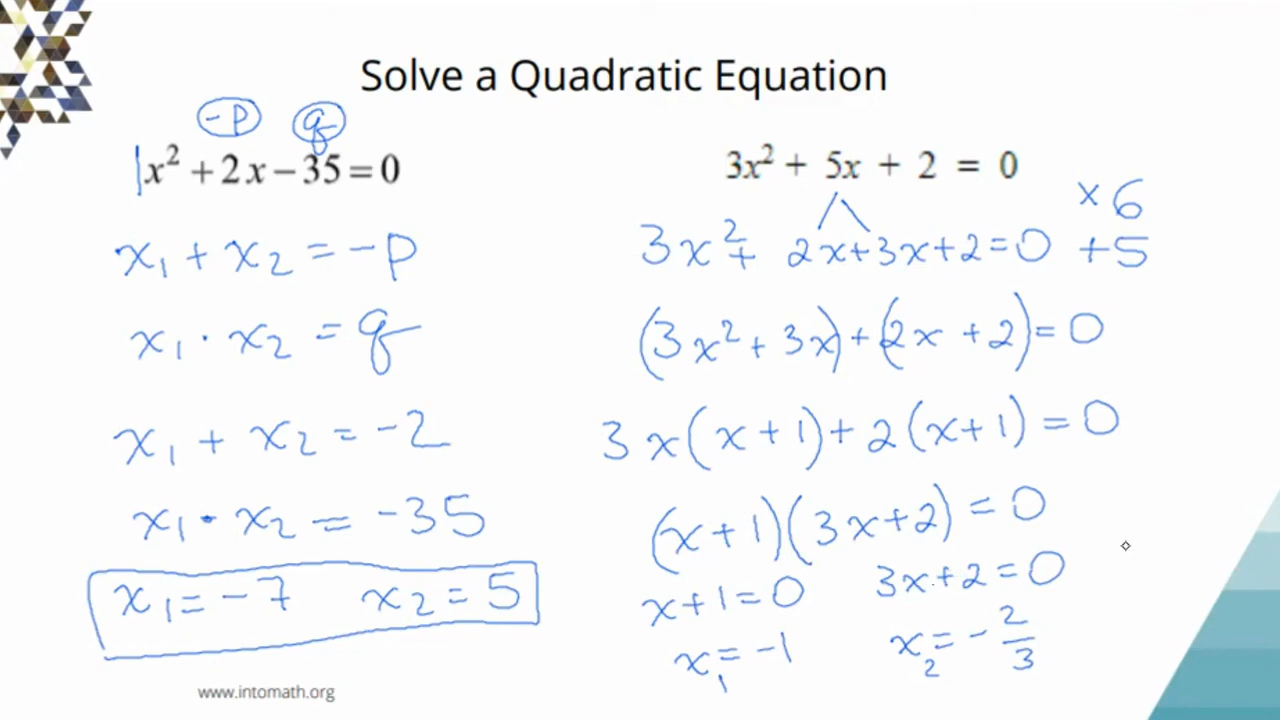 Solve a Quadratic Equation
-p q
1x² + 2x − 35 = 0
x₁ + x₂ = -p
x₁ · x₂ = q
x₁ + x₂ = -2
x₁ · x₂ = -35
x₁ = -7 x₂ = 5
3x² + 5x + 2 = 0
× 6
3x² + 2x + 3x + 2 = 0 + 5
(3x² + 3x) + (2x + 2) = 0
3x(x + 1) + 2(x + 1) = 0
(x + 1)(3x + 2) = 0
x + 1 = 0 3x + 2 = 0
x₁ = -1 x₂ = -2/3
www.intomath.org